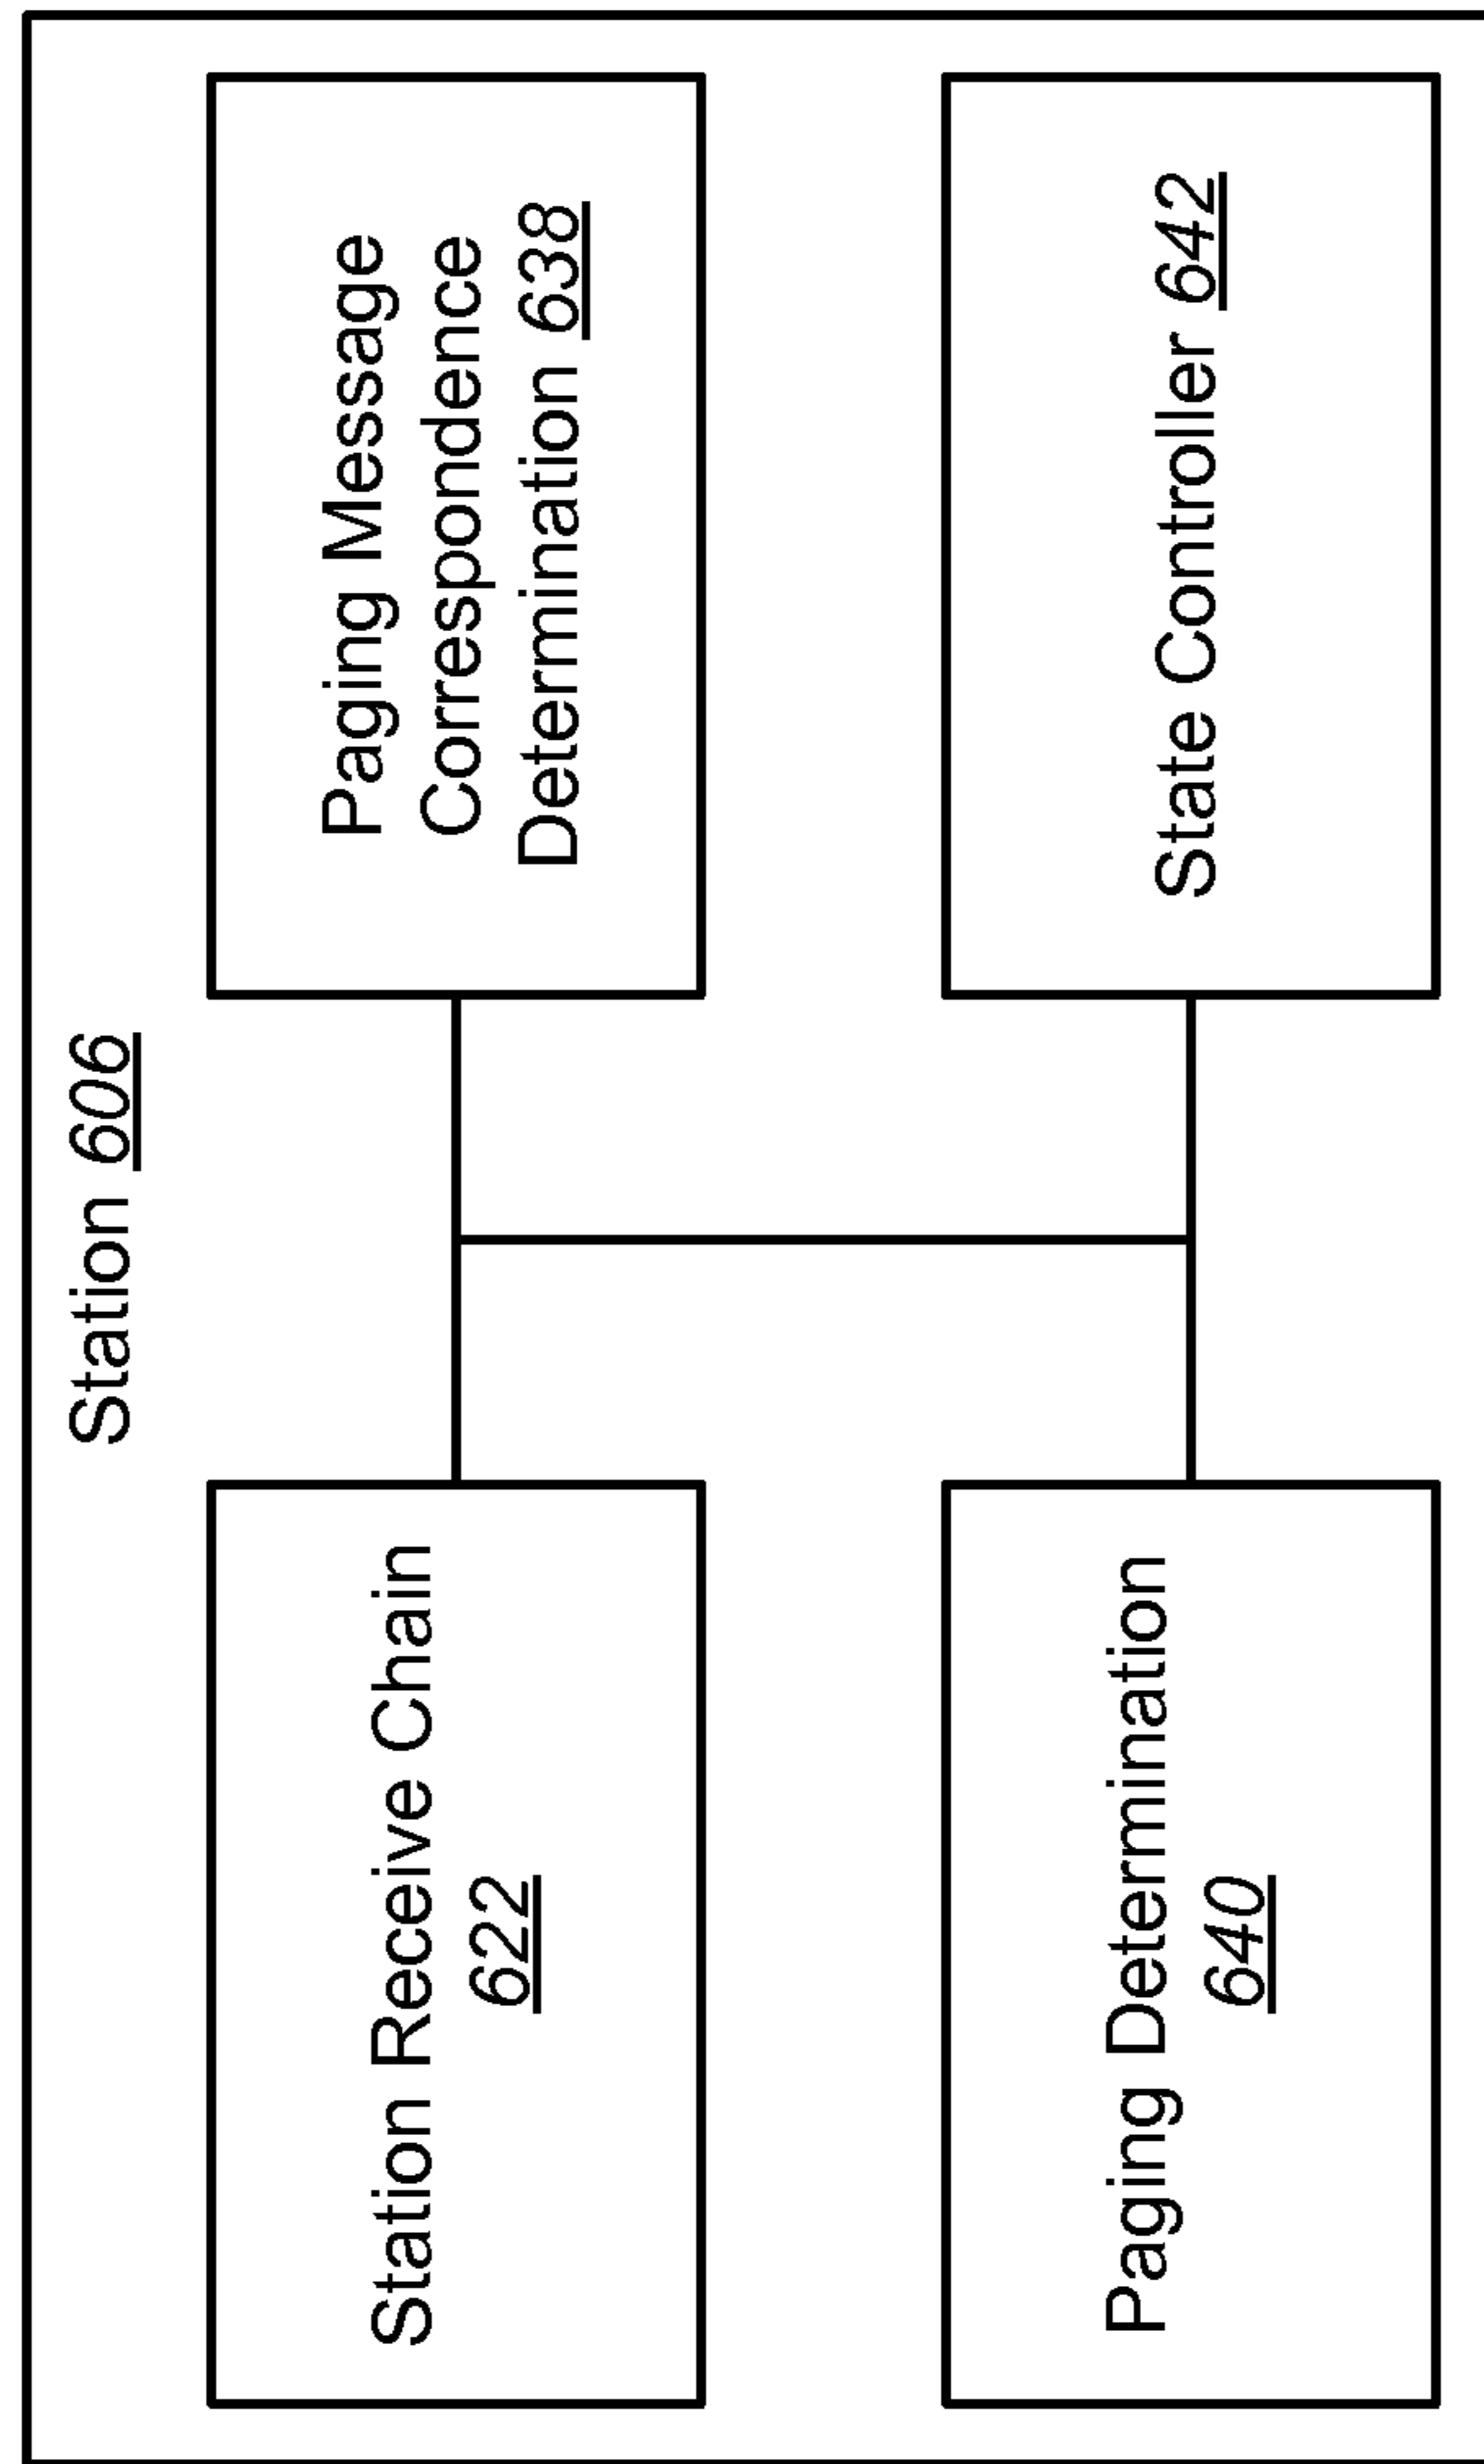 Station 606
Station Receive Chain
622
Paging Message
Correspondence
Determination 638
Paging Determination
640
State Controller 642